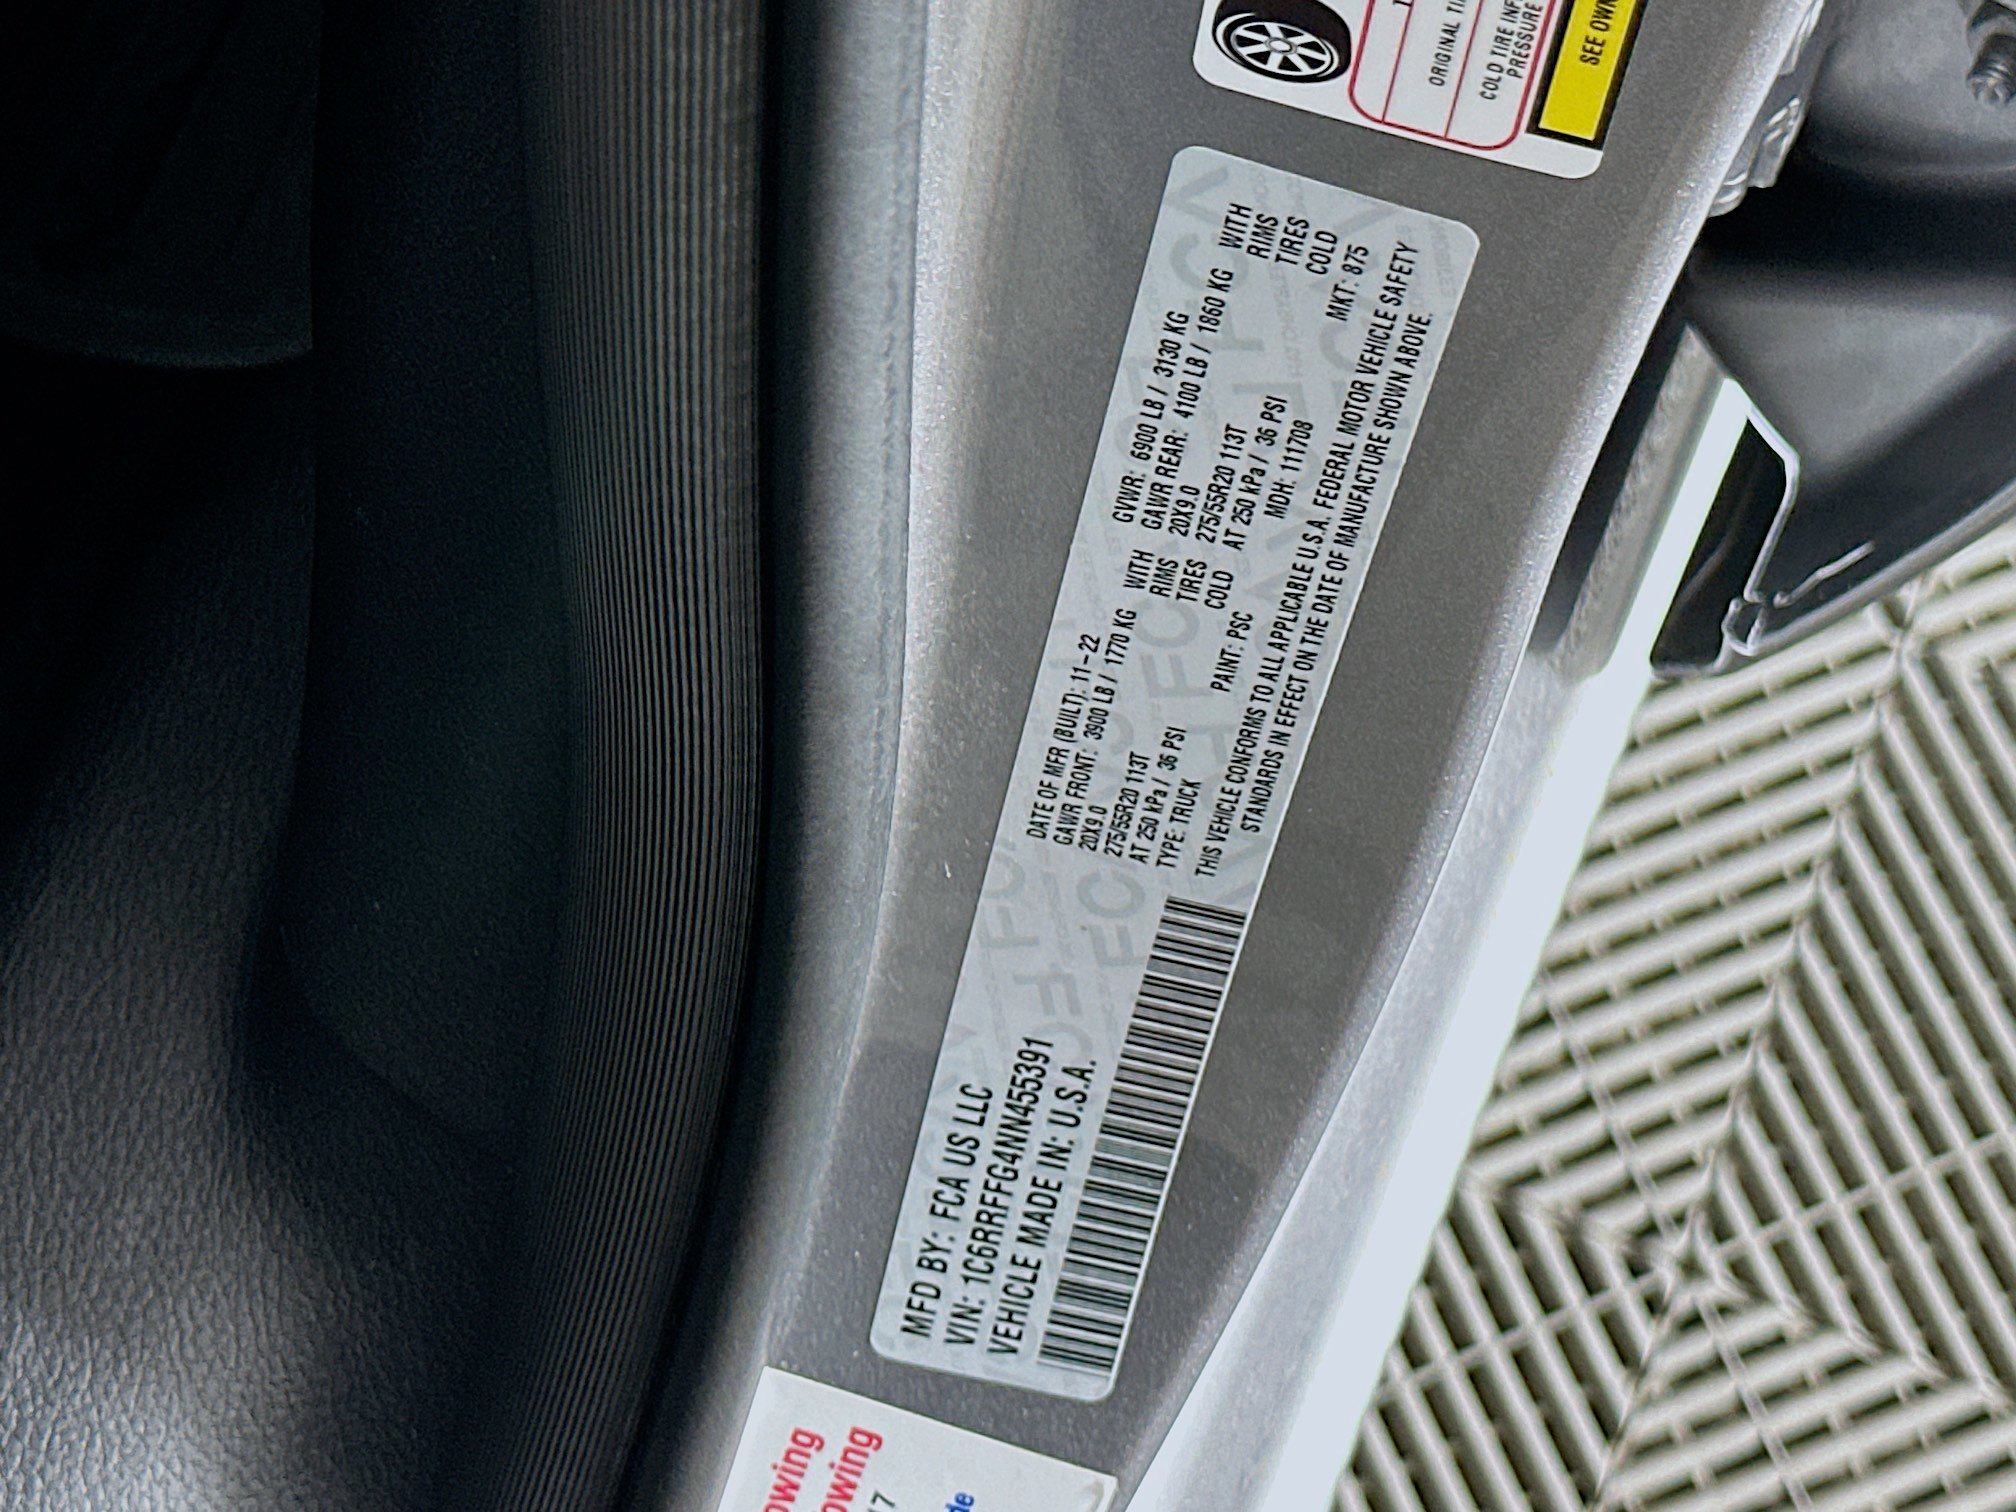 MFD BY: FCA US LLC
VIN: 1C6RRFFG4NN455391
VEHICLE MADE IN: U.S.A.
DATE OF MFR (BUILT): 11-22 GVWR: 6900 LB / 3130 KG
GAWR FRONT: 3900 LB / 1770 KG WITH GAWR REAR: 4100 LB / 1860 KG WITH
20X9.0 RIMS 20X9.0 RIMS
275/55R20 113T TIRES 275/55R20 113T TIRES
AT 250 kPa / 36 PSI COLD AT 250 kPa / 36 PSI COLD
TYPE: TRUCK PAINT: PSC MDH: 111708 MKT: 875
THIS VEHICLE CONFORMS TO ALL APPLICABLE U.S.A. FEDERAL MOTOR VEHICLE SAFETY
STANDARDS IN EFFECT ON THE DATE OF MANUFACTURE SHOWN ABOVE.
ORIGINAL TI
COLD TIRE INF
PRESSURE
SEE OWN
owing
owing
17
de